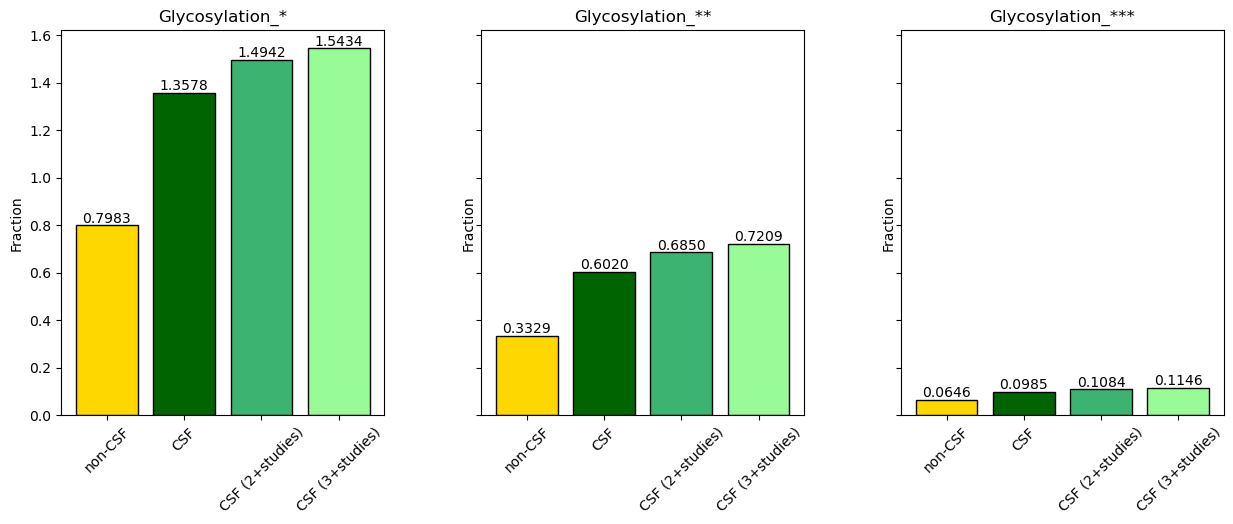 Glycosylation_*
Fraction
1.6
1.4
1.2
1.0
0.8
0.6
0.4
0.2
0.0
0.7983
1.3578
1.4942
1.5434
non-CSF
CSF
CSF (2+studies)
CSF (3+studies)
Glycosylation_**
Fraction
0.3329
0.6020
0.6850
0.7209
non-CSF
CSF
CSF (2+studies)
CSF (3+studies)
Glycosylation_***
Fraction
0.0646
0.0985
0.1084
0.1146
non-CSF
CSF
CSF (2+studies)
CSF (3+studies)